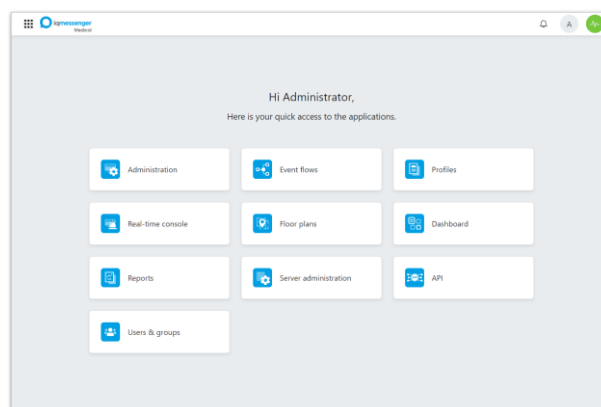 iqmessenger
Medical
A
Hi Administrator,
Here is your quick access to the applications.
Administration
Event flows
Profiles
Real-time console
Floor plans
Dashboard
Reports
Server administration
API
Users & groups